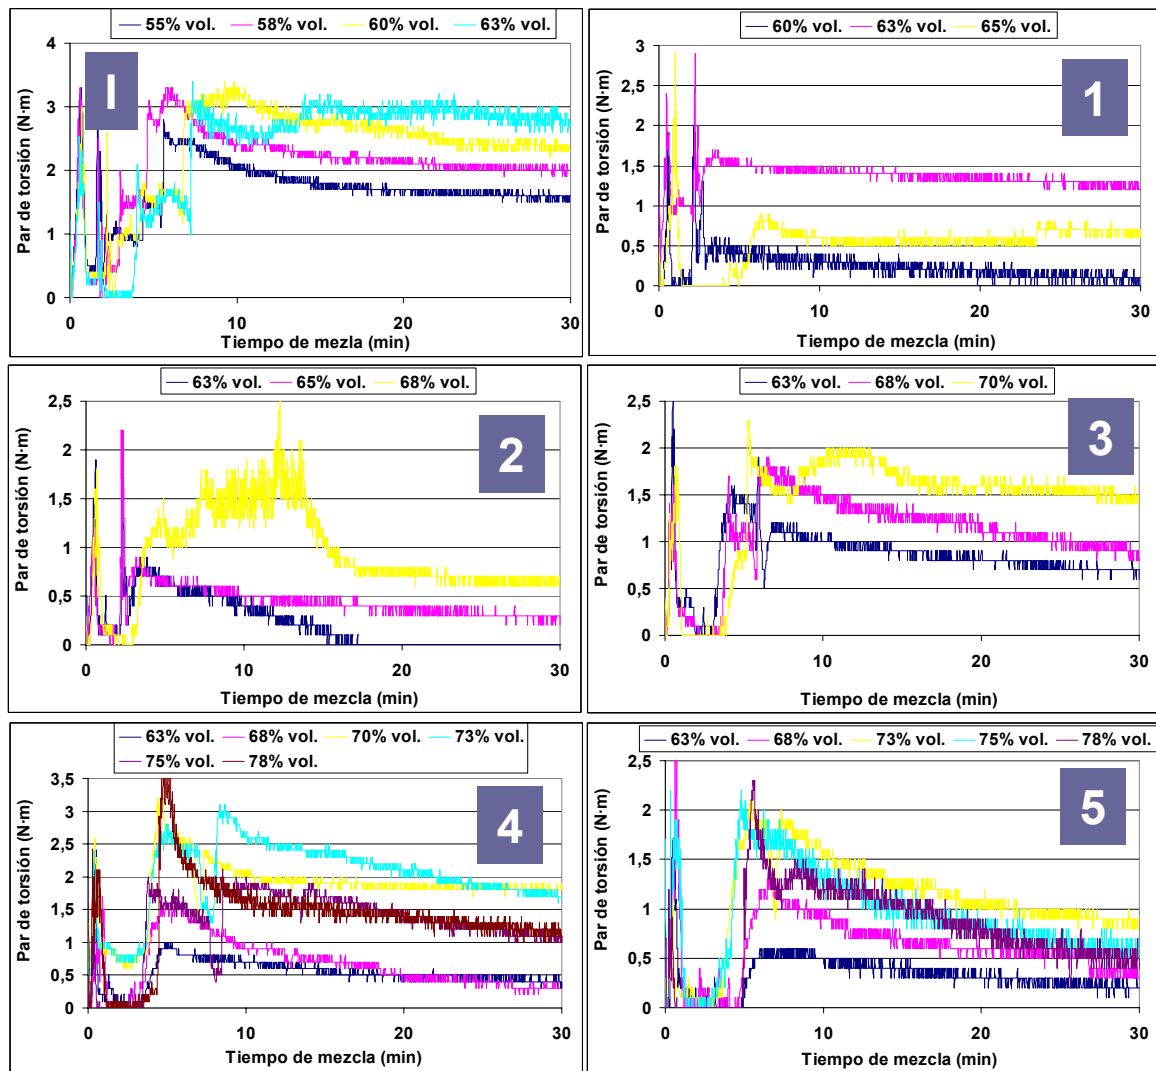 55% vol. 58% vol. 60% vol. 63% vol.
I
Par de torsión (N·m)
4
3
2
1
0
0 10 20 30
Tiempo de mezla (min)
60% vol. 63% vol. 65% vol.
1
Par de torsión (N·m)
3
2,5
2
1,5
1
0,5
0
0 10 20 30
Tiempo de mezcla (min)
63% vol. 65% vol. 68% vol.
2
Par de torsión (N·m)
2,5
2
1,5
1
0,5
0
0 10 20 30
Tiempo de mezcla (min)
63% vol. 68% vol. 70% vol.
3
Par de torsión (N·m)
2,5
2
1,5
1
0,5
0
0 10 20 30
Tiempo de mezcla (min)
63% vol. 68% vol. 70% vol. 73% vol.
75% vol. 78% vol.
4
Par de torsión (N·m)
3,5
3
2,5
2
1,5
1
0,5
0
0 10 20 30
Tiempo de mezcla (min)
63% vol. 68% vol. 73% vol. 75% vol. 78% vol.
5
Par de torsión (N·m)
2,5
2
1,5
1
0,5
0
0 10 20 30
Tiempo de mezcla (min)